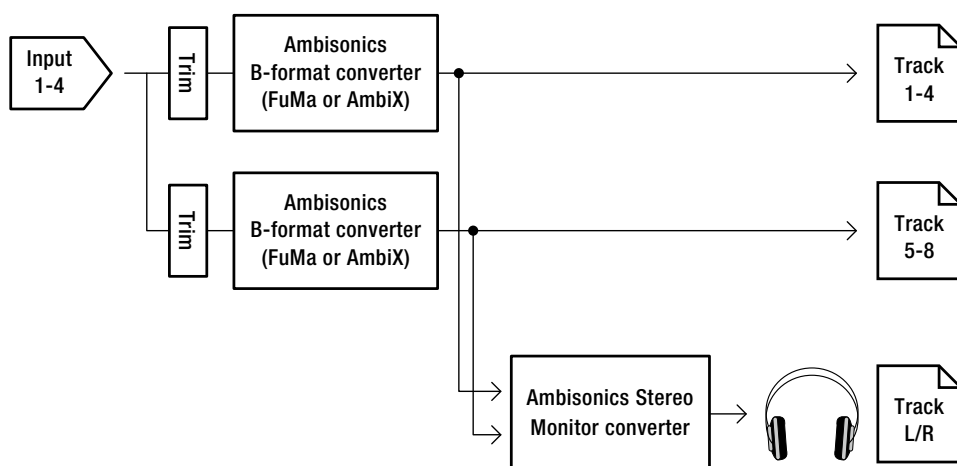 Input
1-4
Trim
Ambisonics
B-format converter
(FuMa or AmbiX)
Track
1-4
Trim
Ambisonics
B-format converter
(FuMa or AmbiX)
Track
5-8
Ambisonics Stereo
Monitor converter
Track
L/R